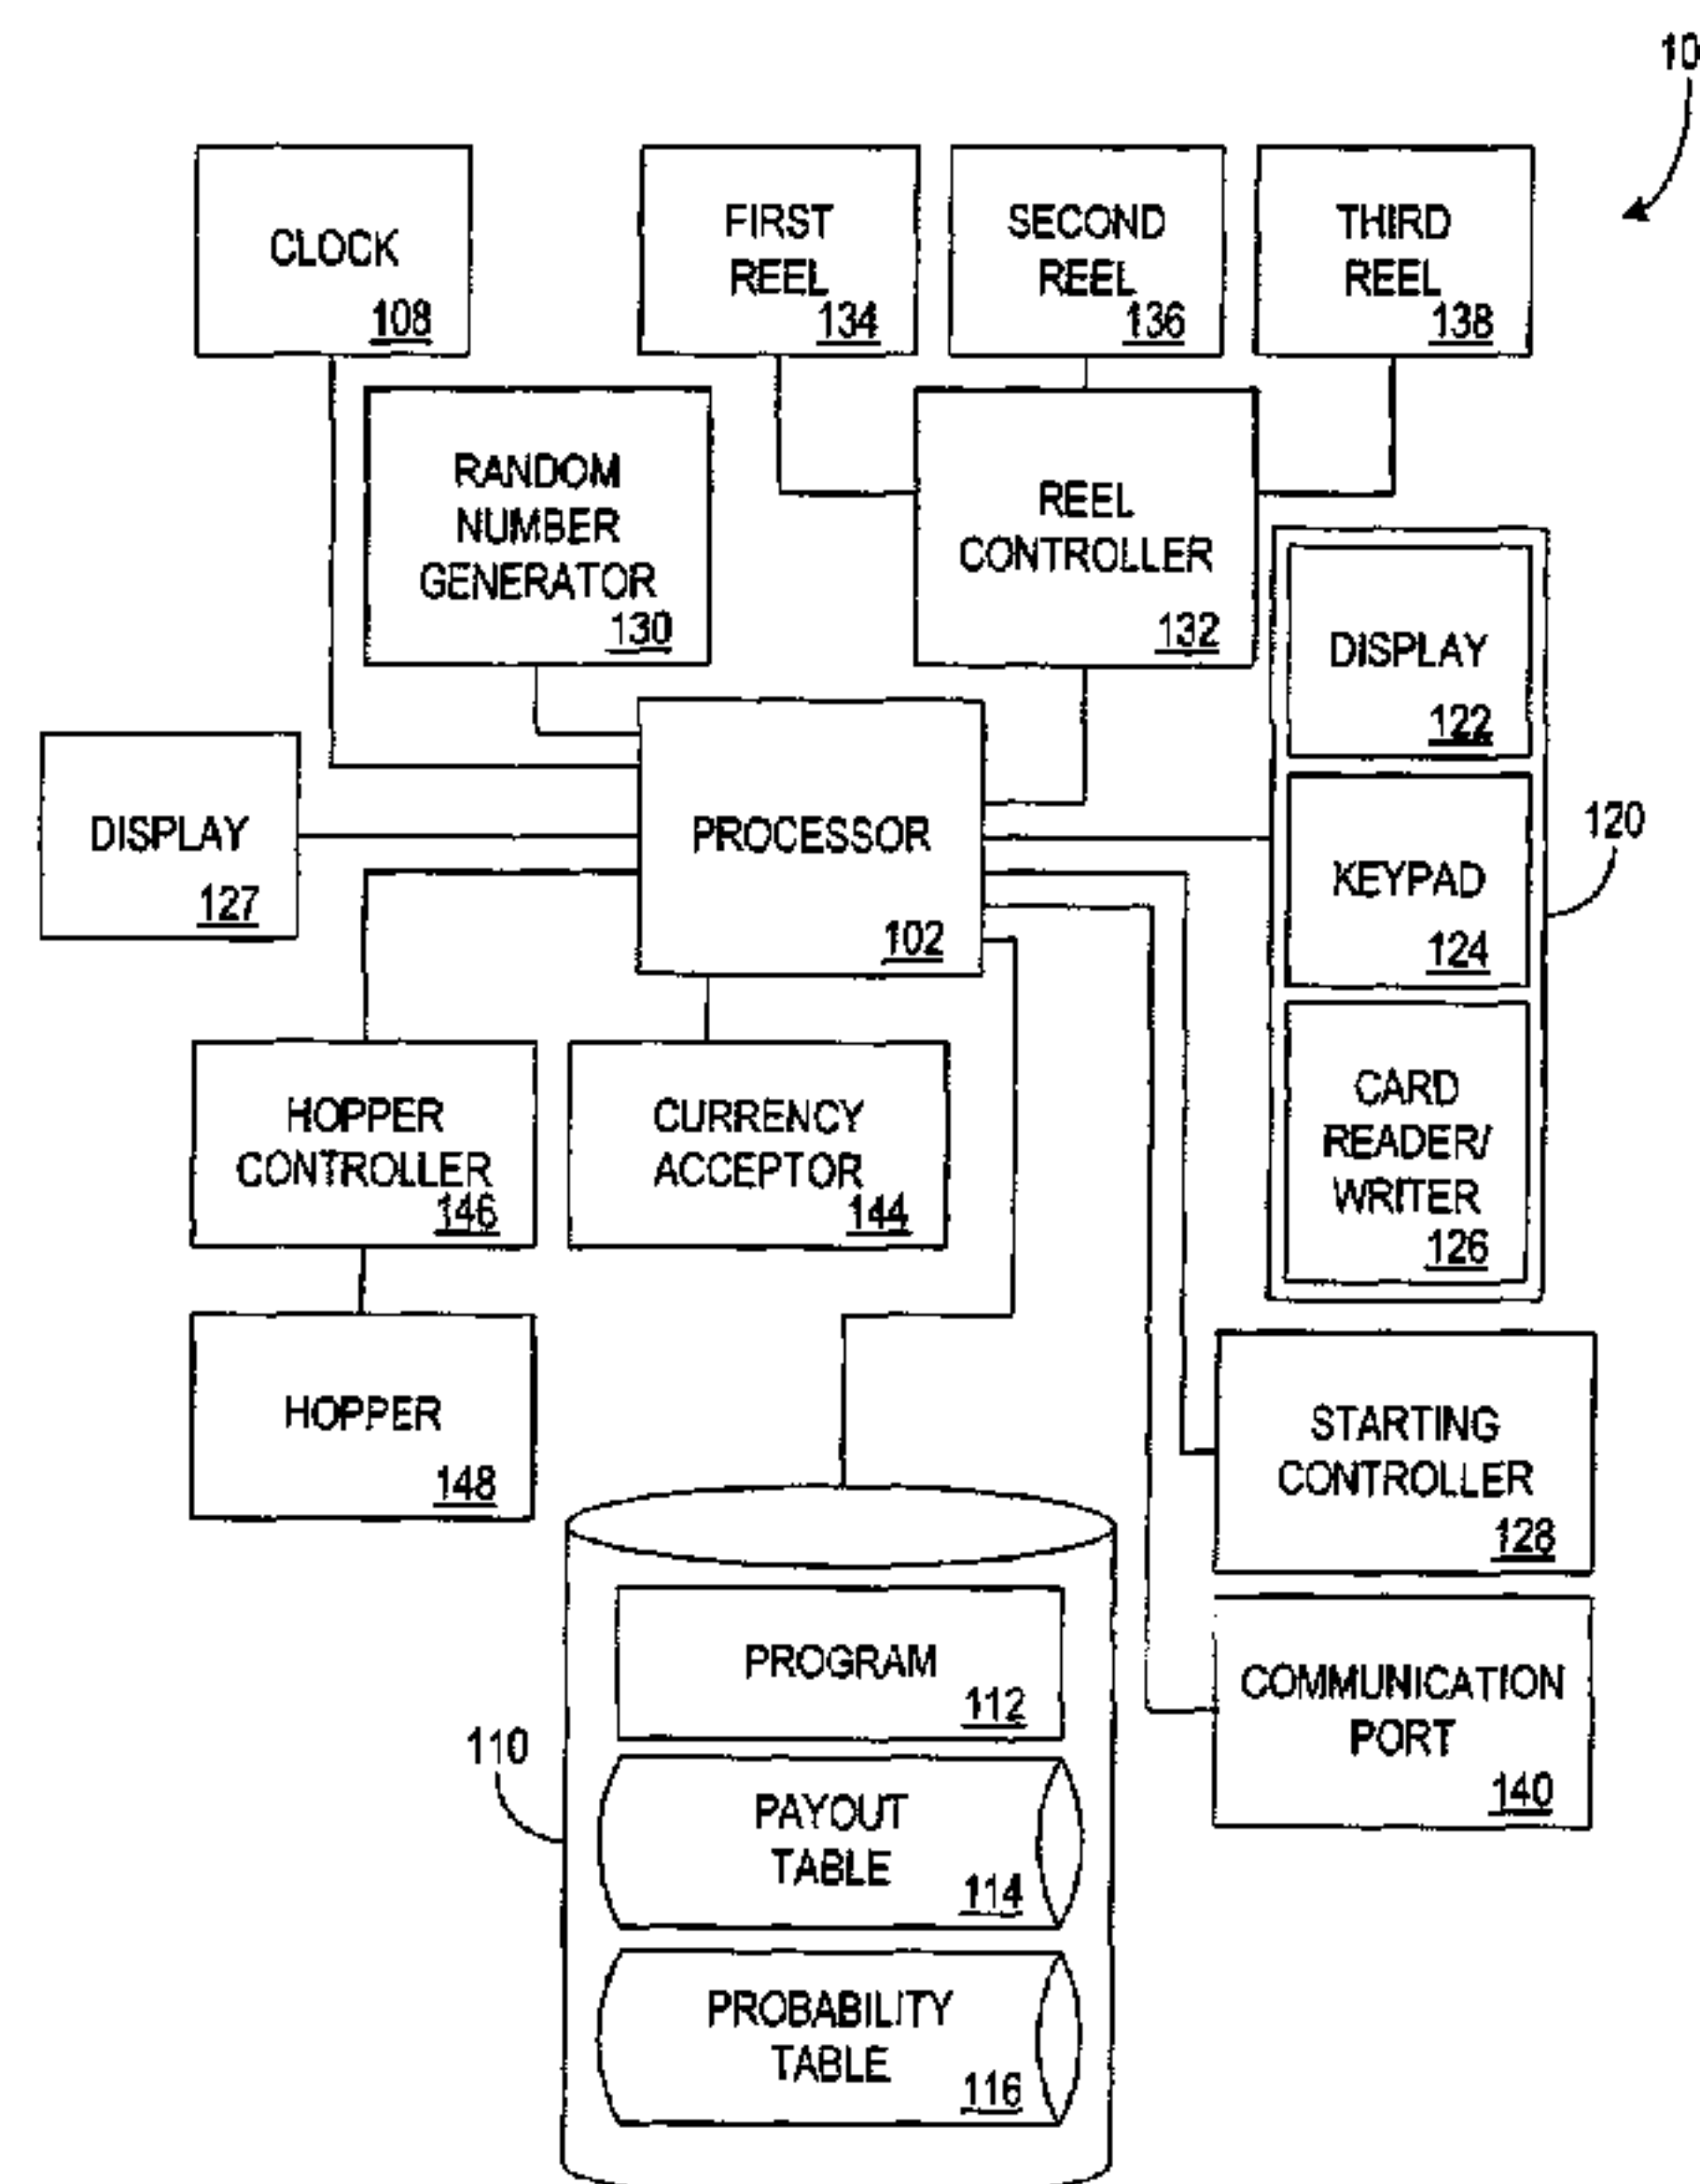 10
CLOCK
108
FIRST
REEL
134
SECOND
REEL
136
THIRD
REEL
138
RANDOM
NUMBER
GENERATOR
130
REEL
CONTROLLER
132
DISPLAY
122
DISPLAY
127
PROCESSOR
102
KEYPAD
124
120
HOPPER
CONTROLLER
146
CURRENCY
ACCEPTOR
144
CARD
READER/
WRITER
126
HOPPER
148
STARTING
CONTROLLER
128
PROGRAM
112
COMMUNICATION
PORT
140
110
PAYOUT
TABLE
114
PROBABILITY
TABLE
116